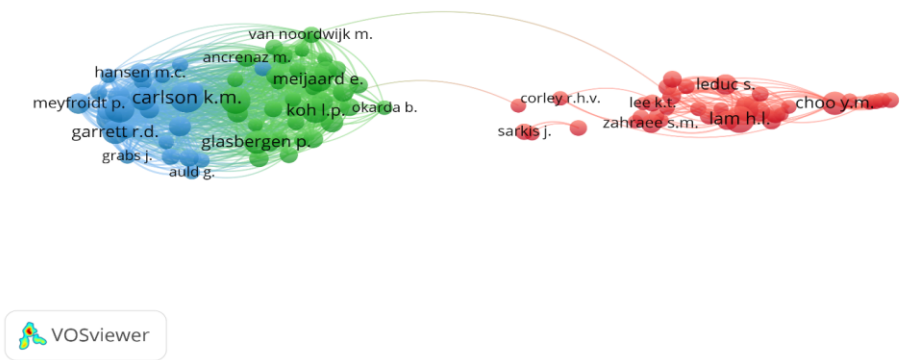 van noordwijk m.
ancrenaz m.
hansen m.c.
meijaard e.
leduc s.
meyfroidt p.
carlson k.m.
corley r.h.v.
lee k.t.
choo y.m.
koh l.p.
okarda b.
zahraee s.m.
lam h.l.
garrett r.d.
sarkis j.
glasbergen p.
grabs j.
auld g.
VOSviewer